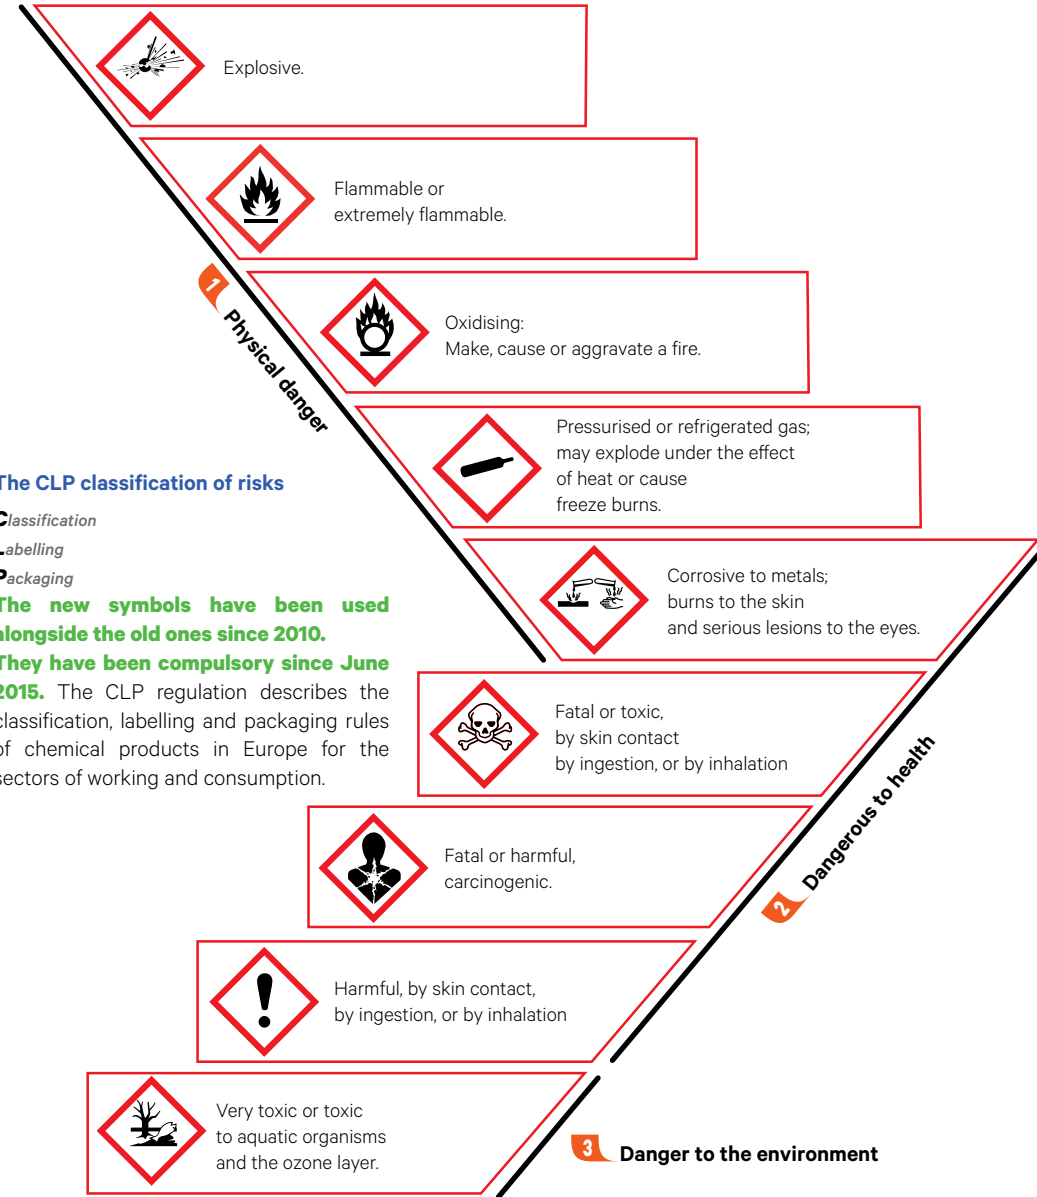 Explosive.
Flammable or
extremely flammable.
1
Physical danger
Oxidising:
Make, cause or aggravate a fire.
Pressurised or refrigerated gas;
may explode under the effect
of heat or cause
freeze burns.
The CLP classification of risks
Classification
Labelling
Packaging
The new symbols have been used
alongside the old ones since 2010.
They have been compulsory since June
2015. The CLP regulation describes the
classification, labelling and packaging rules
of chemical products in Europe for the
sectors of working and consumption.
Corrosive to metals;
burns to the skin
and serious lesions to the eyes.
Fatal or toxic,
by skin contact
by ingestion, or by inhalation
2
Dangerous to health
Fatal or harmful,
carcinogenic.
Harmful, by skin contact,
by ingestion, or by inhalation
Very toxic or toxic
to aquatic organisms
and the ozone layer.
3
Danger to the environment